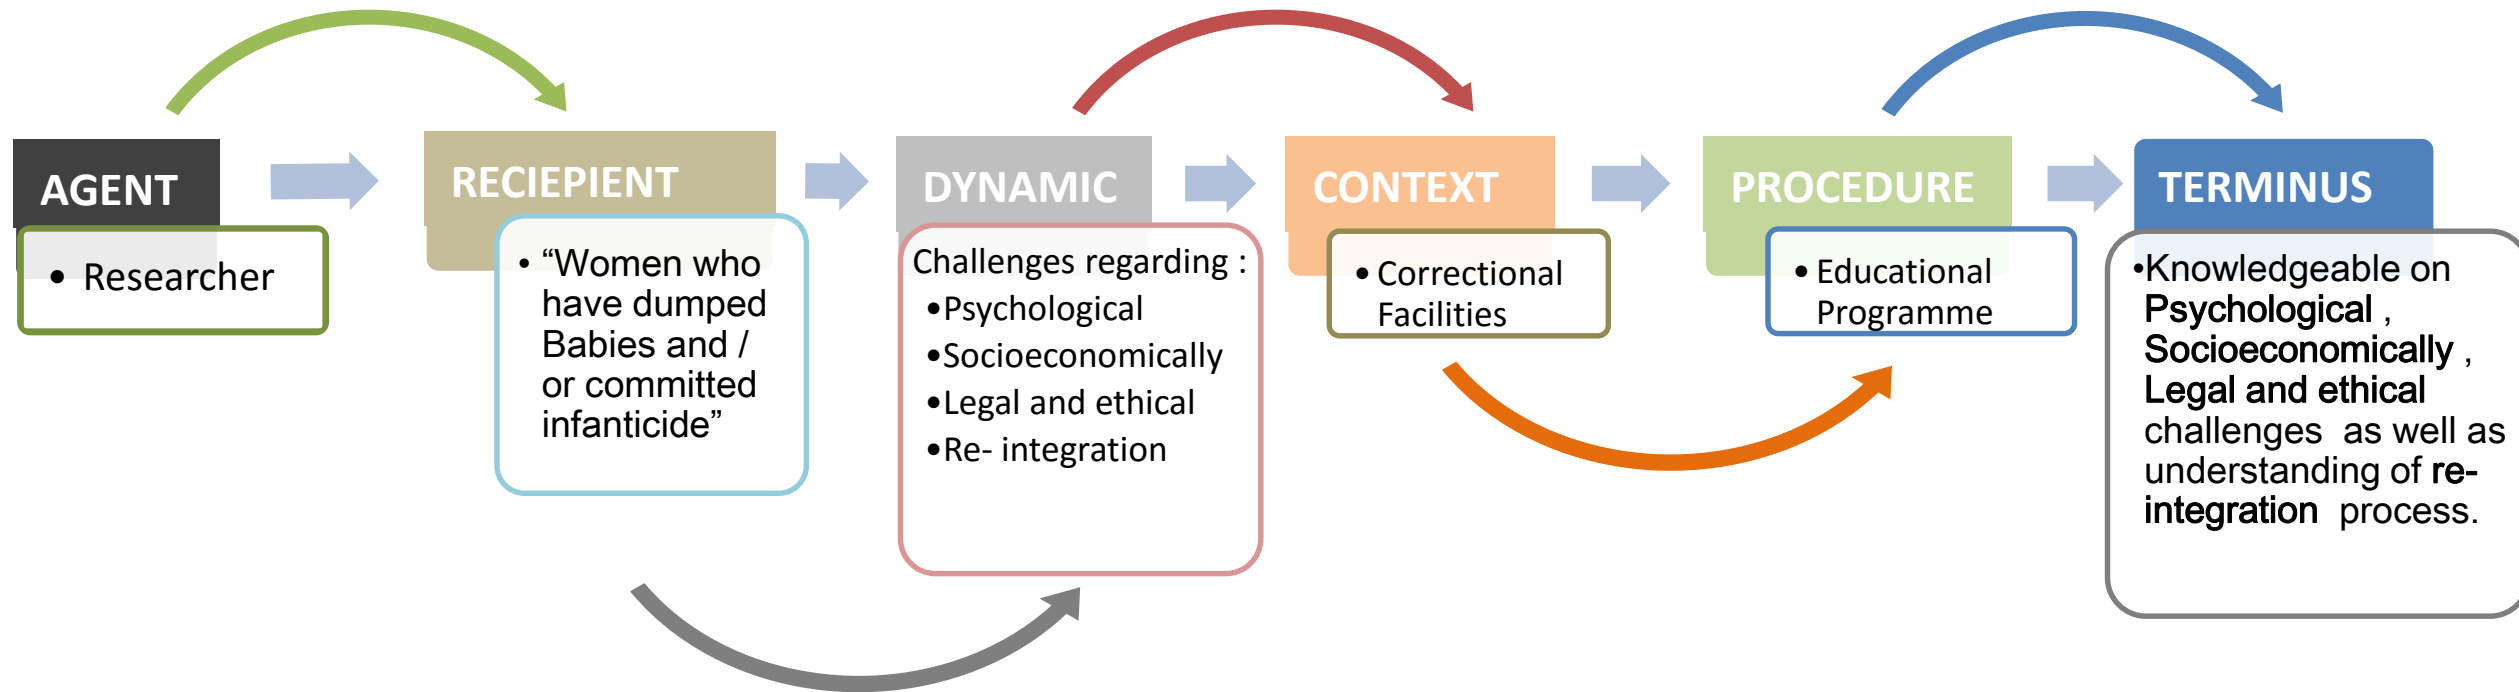 AGENT
• Researcher
RECIEPIENT
• “Women who
have dumped
Babies and /
or committed
infanticide”
DYNAMIC
Challenges regarding :
•Psychological
•Socioeconomically
•Legal and ethical
•Re- integration
CONTEXT
• Correctional
Facilities
PROCEDURE
• Educational
Programme
TERMINUS
•Knowledgeable on
Psychological ,
Socioeconomically ,
Legal and ethical
challenges as well as
understanding of re-
integration process.